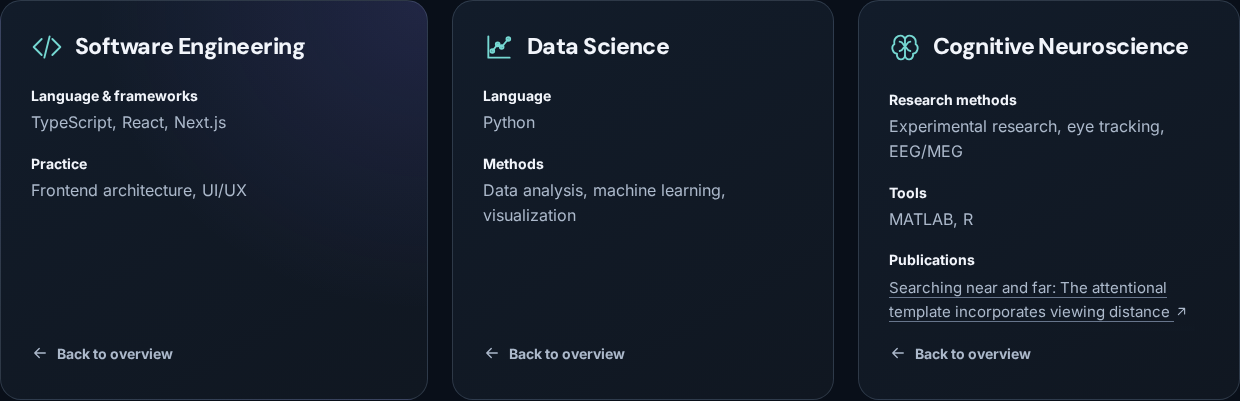 Software Engineering
Language & frameworks
TypeScript, React, Next.js
Practice
Frontend architecture, UI/UX
Back to overview
Data Science
Language
Python
Methods
Data analysis, machine learning,
visualization
Back to overview
Cognitive Neuroscience
Research methods
Experimental research, eye tracking,
EEG/MEG
Tools
MATLAB, R
Publications
Searching near and far: The attentional
template incorporates viewing distance
Back to overview